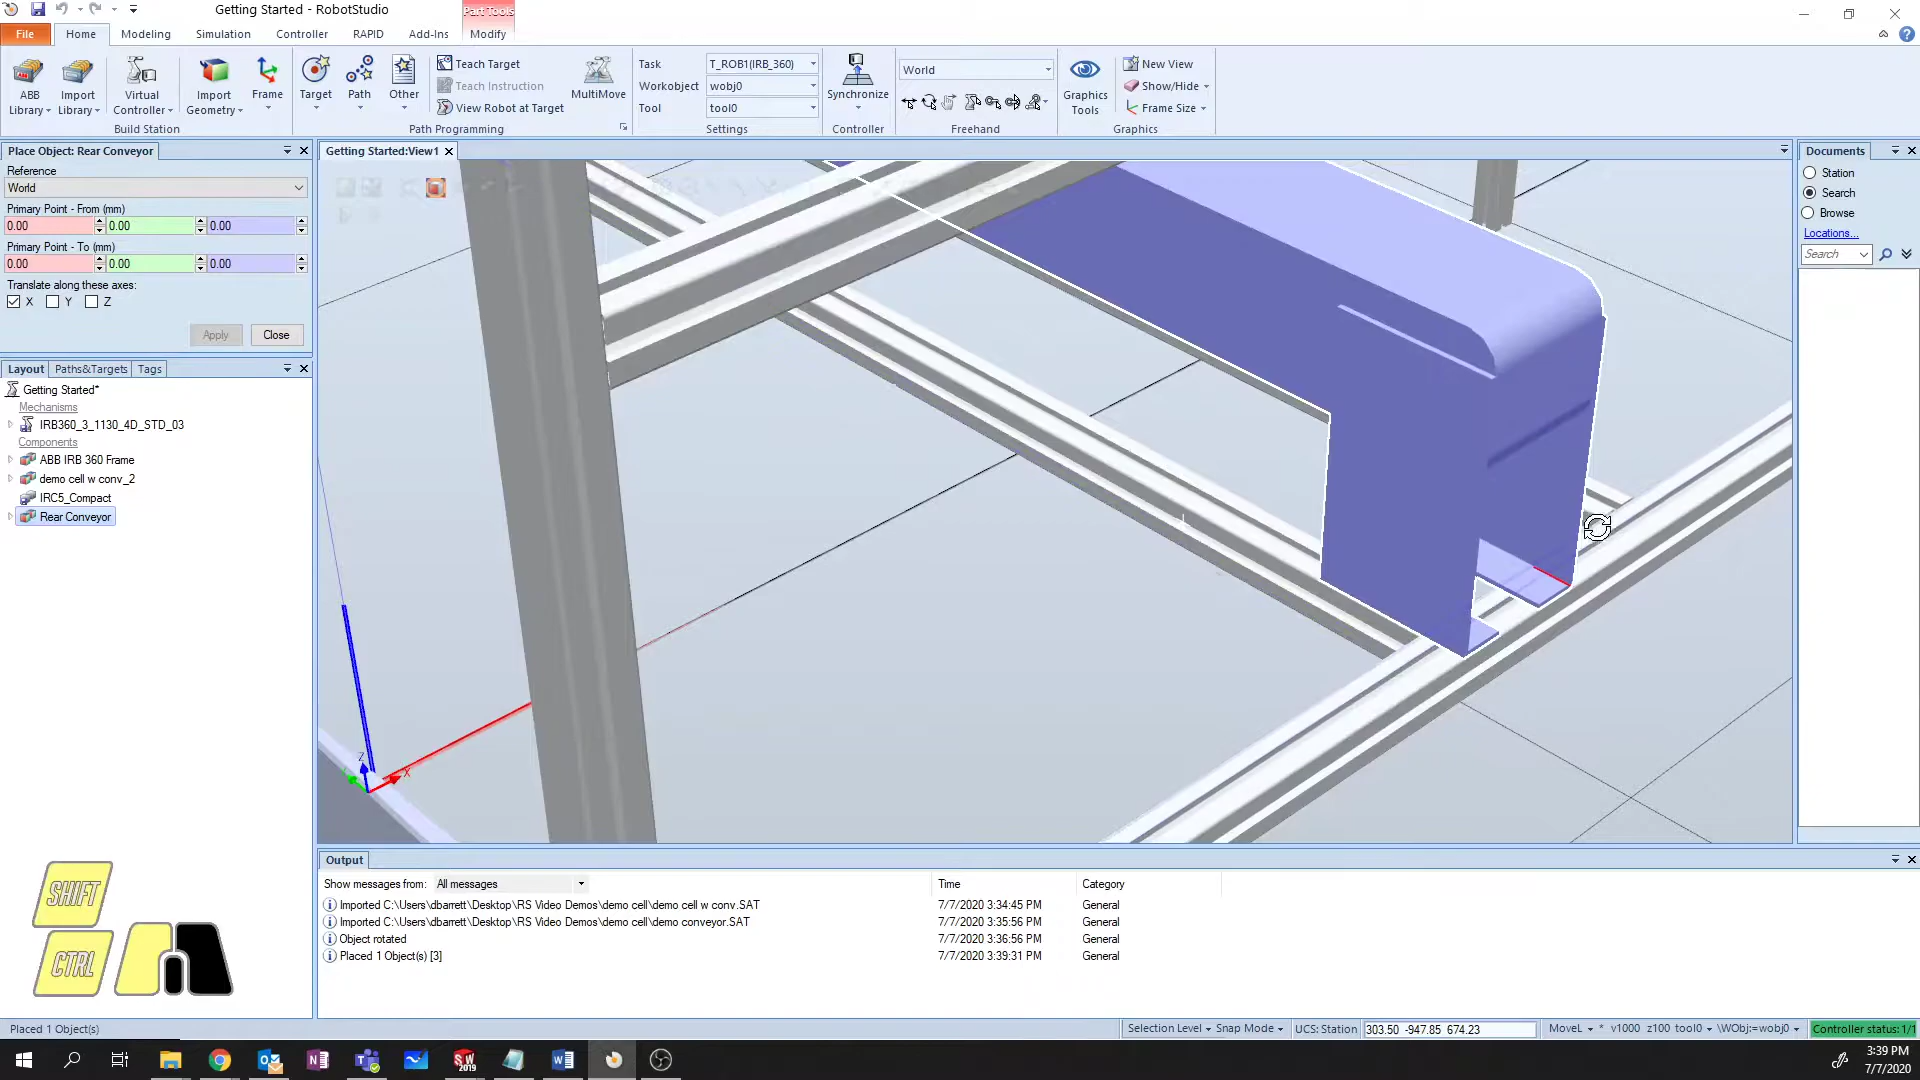 Getting Started - RobotStudio
Part Tools
File Home Modeling Simulation Controller RAPID Add-Ins Modify
ABB Library
Import Library
Virtual Controller
Import Geometry
Frame
Build Station
Target
Path
Other
Teach Target
Teach Instruction
View Robot at Target
MultiMove
Path Programming
Task T_ROB1(IRB_360)
Workobject wobj0
Tool tool0
Settings
Synchronize
Controller
World
Freehand
Graphics Tools
New View
Show/Hide
Frame Size
Graphics
Place Object: Rear Conveyor
Reference
World
Primary Point - From (mm)
0.00 0.00 0.00
Primary Point - To (mm)
0.00 0.00 0.00
Translate along these axes:
X Y Z
Apply Close
Layout Paths&Targets Tags
Getting Started*
Mechanisms
IRB360_3_1130_4D_STD_03
Components
ABB IRB 360 Frame
demo cell w conv_2
IRC5_Compact
Rear Conveyor
SHIFT
CTRL
Getting Started:View1
Z
X
Documents
Station
Search
Browse
Locations...
Search
Output
Show messages from: All messages Time Category
Imported C:\Users\dbarrett\Desktop\RS Video Demos\demo cell\demo cell w conv.SAT 7/7/2020 3:34:45 PM General
Imported C:\Users\dbarrett\Desktop\RS Video Demos\demo cell\demo conveyor.SAT 7/7/2020 3:35:56 PM General
Object rotated 7/7/2020 3:36:56 PM General
Placed 1 Object(s) [3] 7/7/2020 3:39:31 PM General
Placed 1 Object(s) Selection Level Snap Mode UCS: Station 303.50 -947.85 674.23 MoveL * v1000 z100 tool0 \WObj:=wobj0 Controller status: 1/1
3:39 PM
7/7/2020